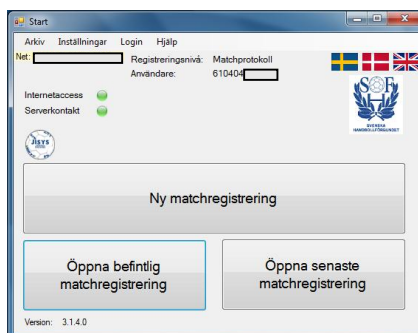 Start
Arkiv Inställningar Login Hjälp
Net:
Registreringsnivå: Matchprotokoll
Användare: 610404
Internetaccess
Serverkontakt
SHOF
SVENSKA
HANDBOLLFÖRBUNDET
JISYS
Ny matchregistrering
Öppna befintlig
matchregistrering
Öppna senaste
matchregistrering
Version: 3.1.4.0